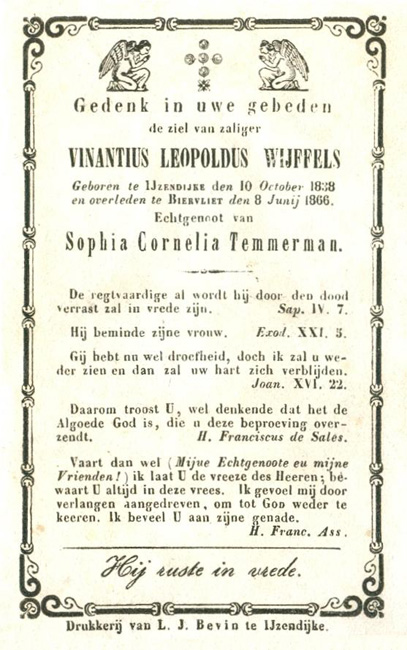 Gedenk in uwe gebeden
de ziel van zaliger
VINANTIUS LEOPOLDUS WIJFFELS
Geboren te IJZENDIJKE den 10 October 1838
en overleden te BIERVLIET den 8 Junij 1866.
Echtgenoot van
Sophia Cornelia Temmerman.
De regtvaardige al wordt hij door den dood
verrast zal in vrede zijn. Sap. IV. 7.
Hij beminde zijne vrouw. Exod. XXI. 5.
Gij hebt nu wel droefheid, doch ik zal u we-
der zien en dan zal uw hart zich verblijden.
Joan. XVI. 22.
Daarom troost U, wel denkende dat het de
Algoede God is, die u deze beproeving over-
zendt. H. Franciscus de Sales.
Vaart dan wel (Mijue Echtgenoote eu mijne
Vrienden!) ik laat U de vreeze des Heeren; be-
waart U altijd in deze vrees. Ik gevoel mij door
verlangen aangedreven, om tot GOD weder te
keeren. Ik beveel U aan zijne genade.
H. Franc. Ass.
Hij ruste in vrede.
Drukkerij van L. J. Bevin te IJzendijke.